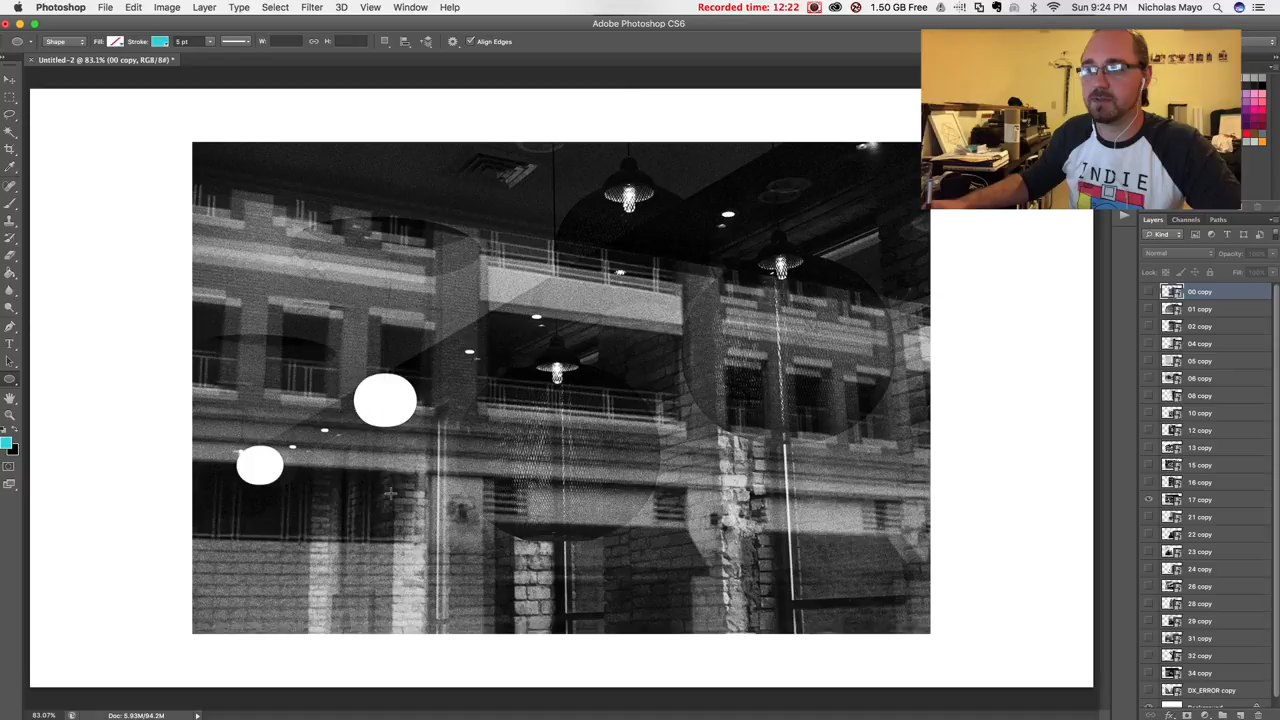 Photoshop File Edit Image Layer Type Select Filter 3D View Window Help Recorded time: 12:22 1.50 GB Free Sun 9:24 PM Nicholas Mayo
Adobe Photoshop CS6
Shape Fill: Stroke: 5 pt W: H: Align Edges
Untitled-2 @ 83.1% (00 copy, RGB/8#) *
INDIE
Layers Channels Paths
Kind
Normal Opacity: 100%
Lock: Fill: 100%
00 copy
01 copy
02 copy
04 copy
05 copy
06 copy
08 copy
10 copy
12 copy
13 copy
15 copy
16 copy
17 copy
21 copy
22 copy
23 copy
24 copy
26 copy
28 copy
29 copy
31 copy
32 copy
34 copy
DX_ERROR copy
83.07% Doc: 5.93M/94.2M